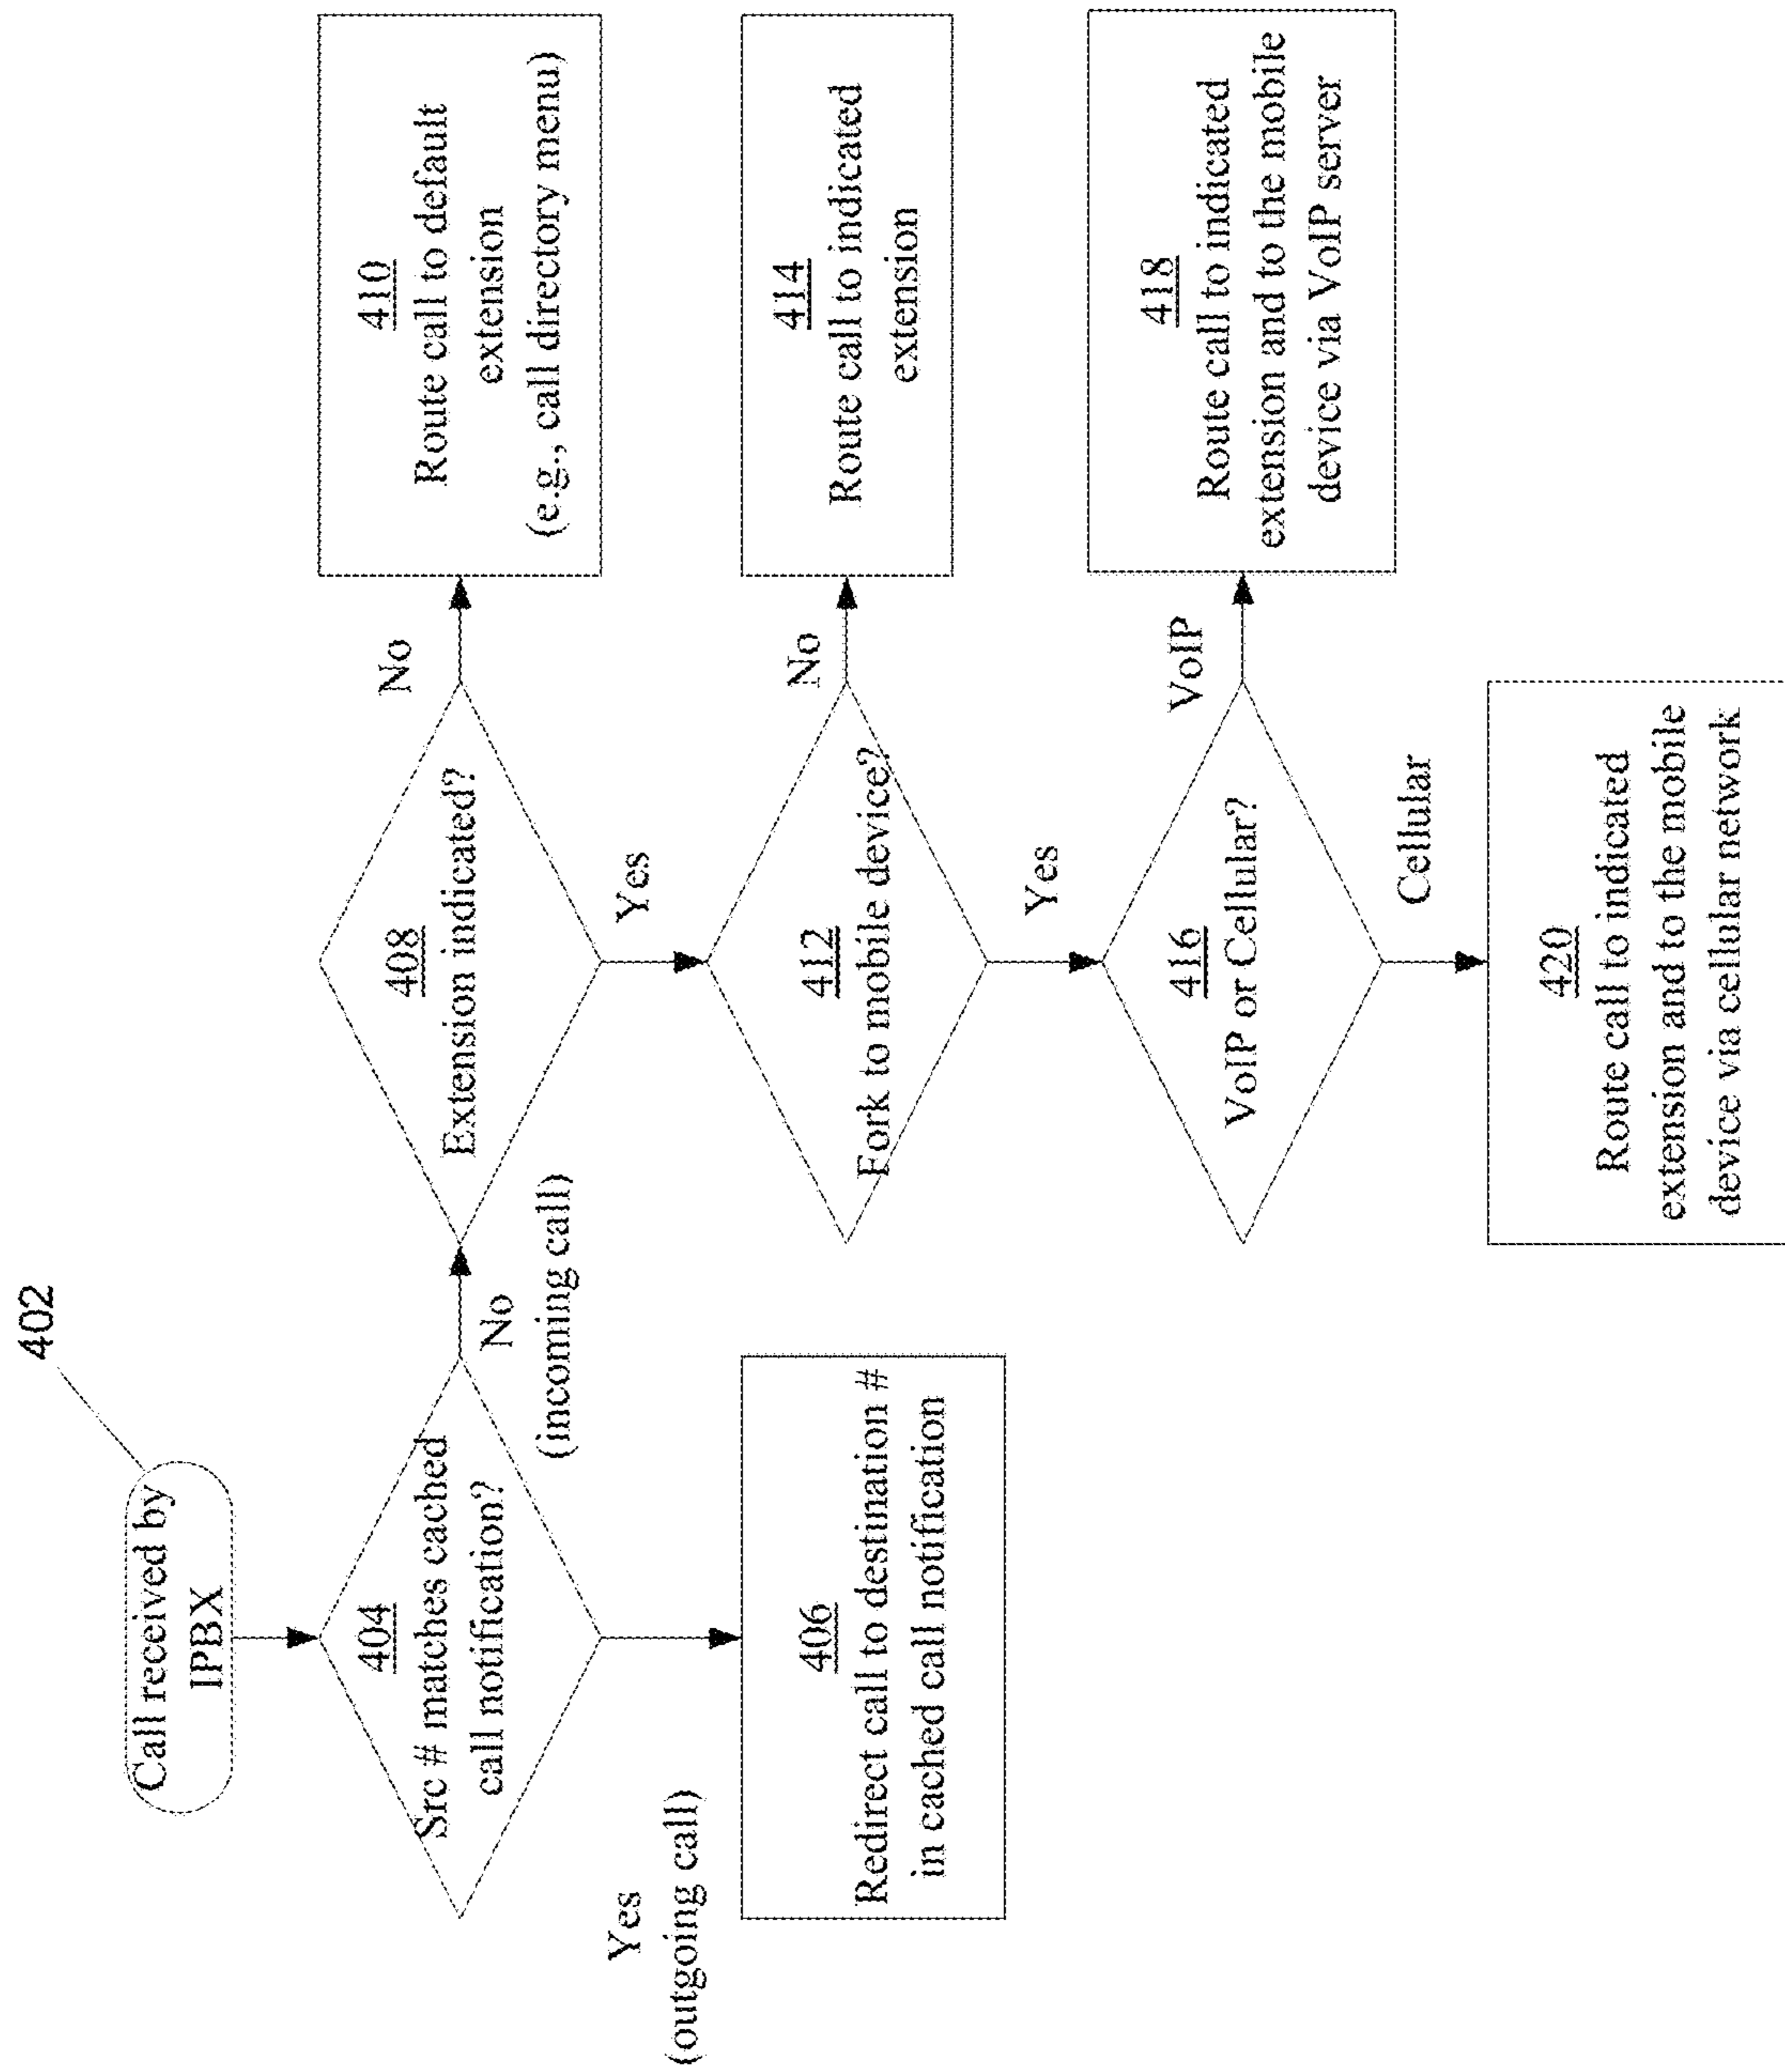 402
Call received by
IPBX
404
Src # matches cached
call notification?
No
(incoming call)
Yes
(outgoing call)
406
Redirect call to destination #
in cached call notification
408
Extension indicated?
No
410
Route call to default
extension
(e.g., call directory menu)
Yes
412
Fork to mobile device?
No
414
Route call to indicated
extension
Yes
416
VoIP or Cellular?
VoIP
418
Route call to indicated
extension and to the mobile
device via VoIP server
Cellular
420
Route call to indicated
extension and to the mobile
device via cellular network